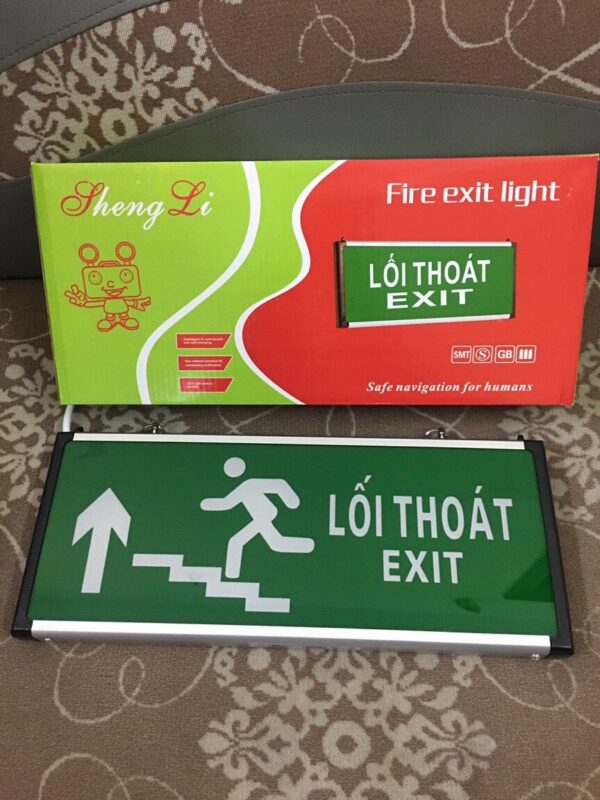 Sheng Li
Fire exit light
LỐI THOÁT
EXIT
SMT S GB
Safe navigation for humans
LỐI THOÁT
EXIT